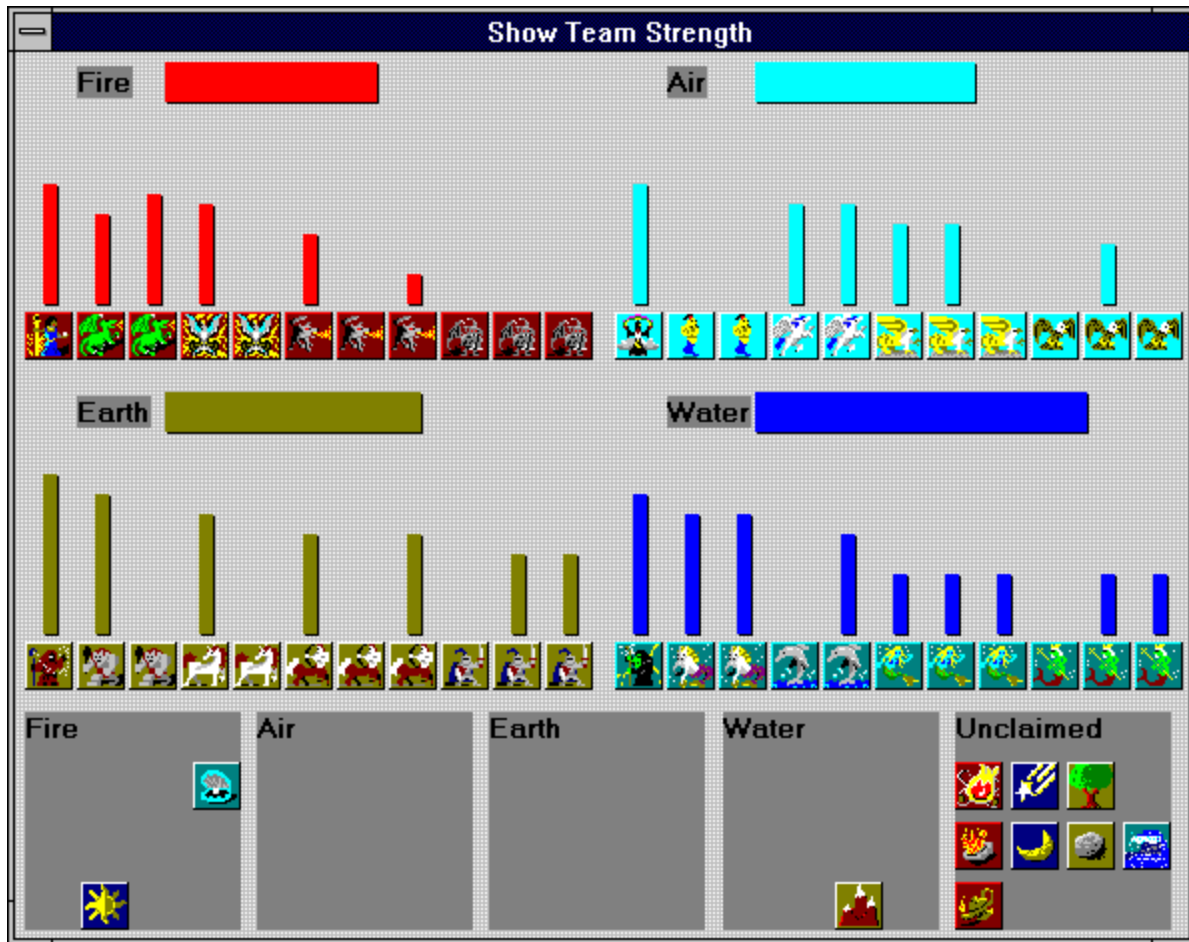 Show Team Strength
Fire
Air
Earth
Water
Fire
Air
Earth
Water
Unclaimed